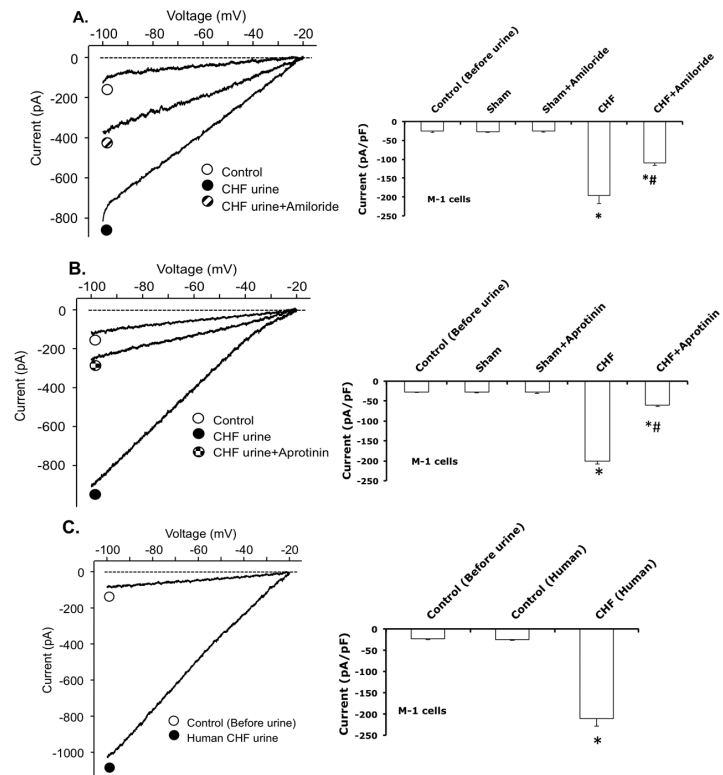 A.
Voltage (mV)
-100 -80 -60 -40 -20
0
-200
-400
-600
-800
Current (pA)
Control
CHF urine
CHF urine+Amiloride
Control (Before urine)
Sham
Sham+Amiloride
CHF
CHF+Amiloride
0
-50
-100
-150
-200
-250
Current (pA/pF)
M-1 cells
*
*#
B.
Voltage (mV)
-100 -80 -60 -40 -20
0
-200
-400
-600
-800
Current (pA)
Control
CHF urine
CHF urine+Aprotinin
Control (Before urine)
Sham
Sham+Aprotinin
CHF
CHF+Aprotinin
0
-50
-100
-150
-200
-250
Current (pA/pF)
M-1 cells
*
*#
C.
Voltage (mV)
-100 -80 -60 -40 -20
0
-200
-400
-600
-800
-1000
Current (pA)
Control (Before urine)
Human CHF urine
Control (Before urine)
Control (Human)
CHF (Human)
0
-50
-100
-150
-200
-250
Current (pA/pF)
M-1 cells
*